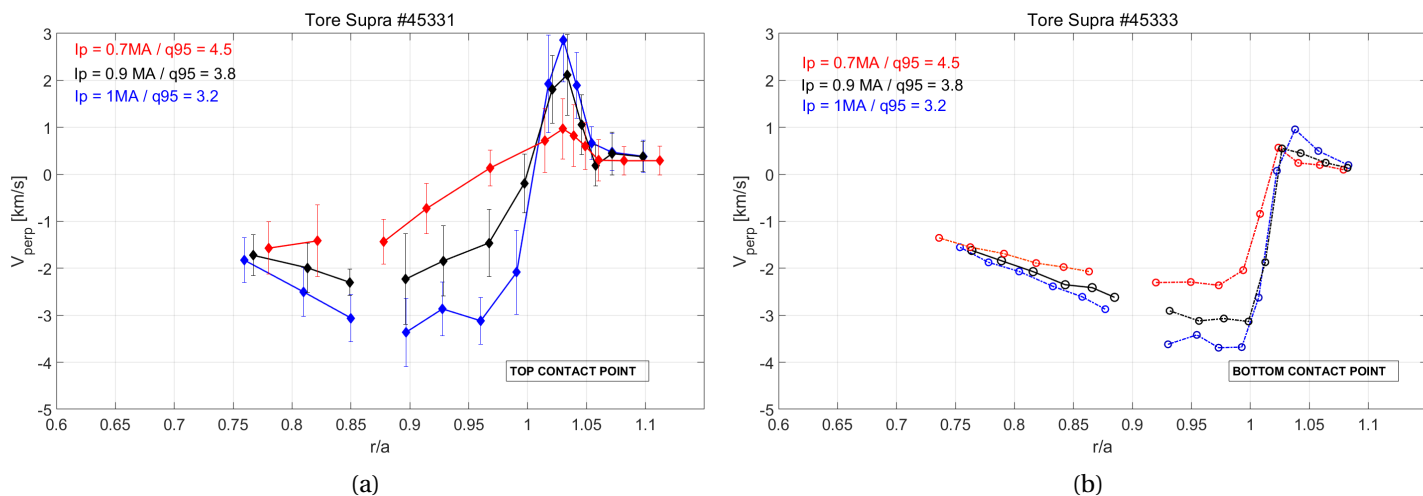 Tore Supra #45331
Ip = 0.7MA / q95 = 4.5
Ip = 0.9 MA / q95 = 3.8
Ip = 1MA / q95 = 3.2
V_perp [km/s]
3
2
1
0
-1
-2
-3
-4
-5
TOP CONTACT POINT
0.6 0.65 0.7 0.75 0.8 0.85 0.9 0.95 1 1.05 1.1
r/a
(a)
Tore Supra #45333
Ip = 0.7MA / q95 = 4.5
Ip = 0.9 MA / q95 = 3.8
Ip = 1MA / q95 = 3.2
V_perp [km/s]
3
2
1
0
-1
-2
-3
-4
-5
BOTTOM CONTACT POINT
0.6 0.65 0.7 0.75 0.8 0.85 0.9 0.95 1 1.05 1.1
r/a
(b)